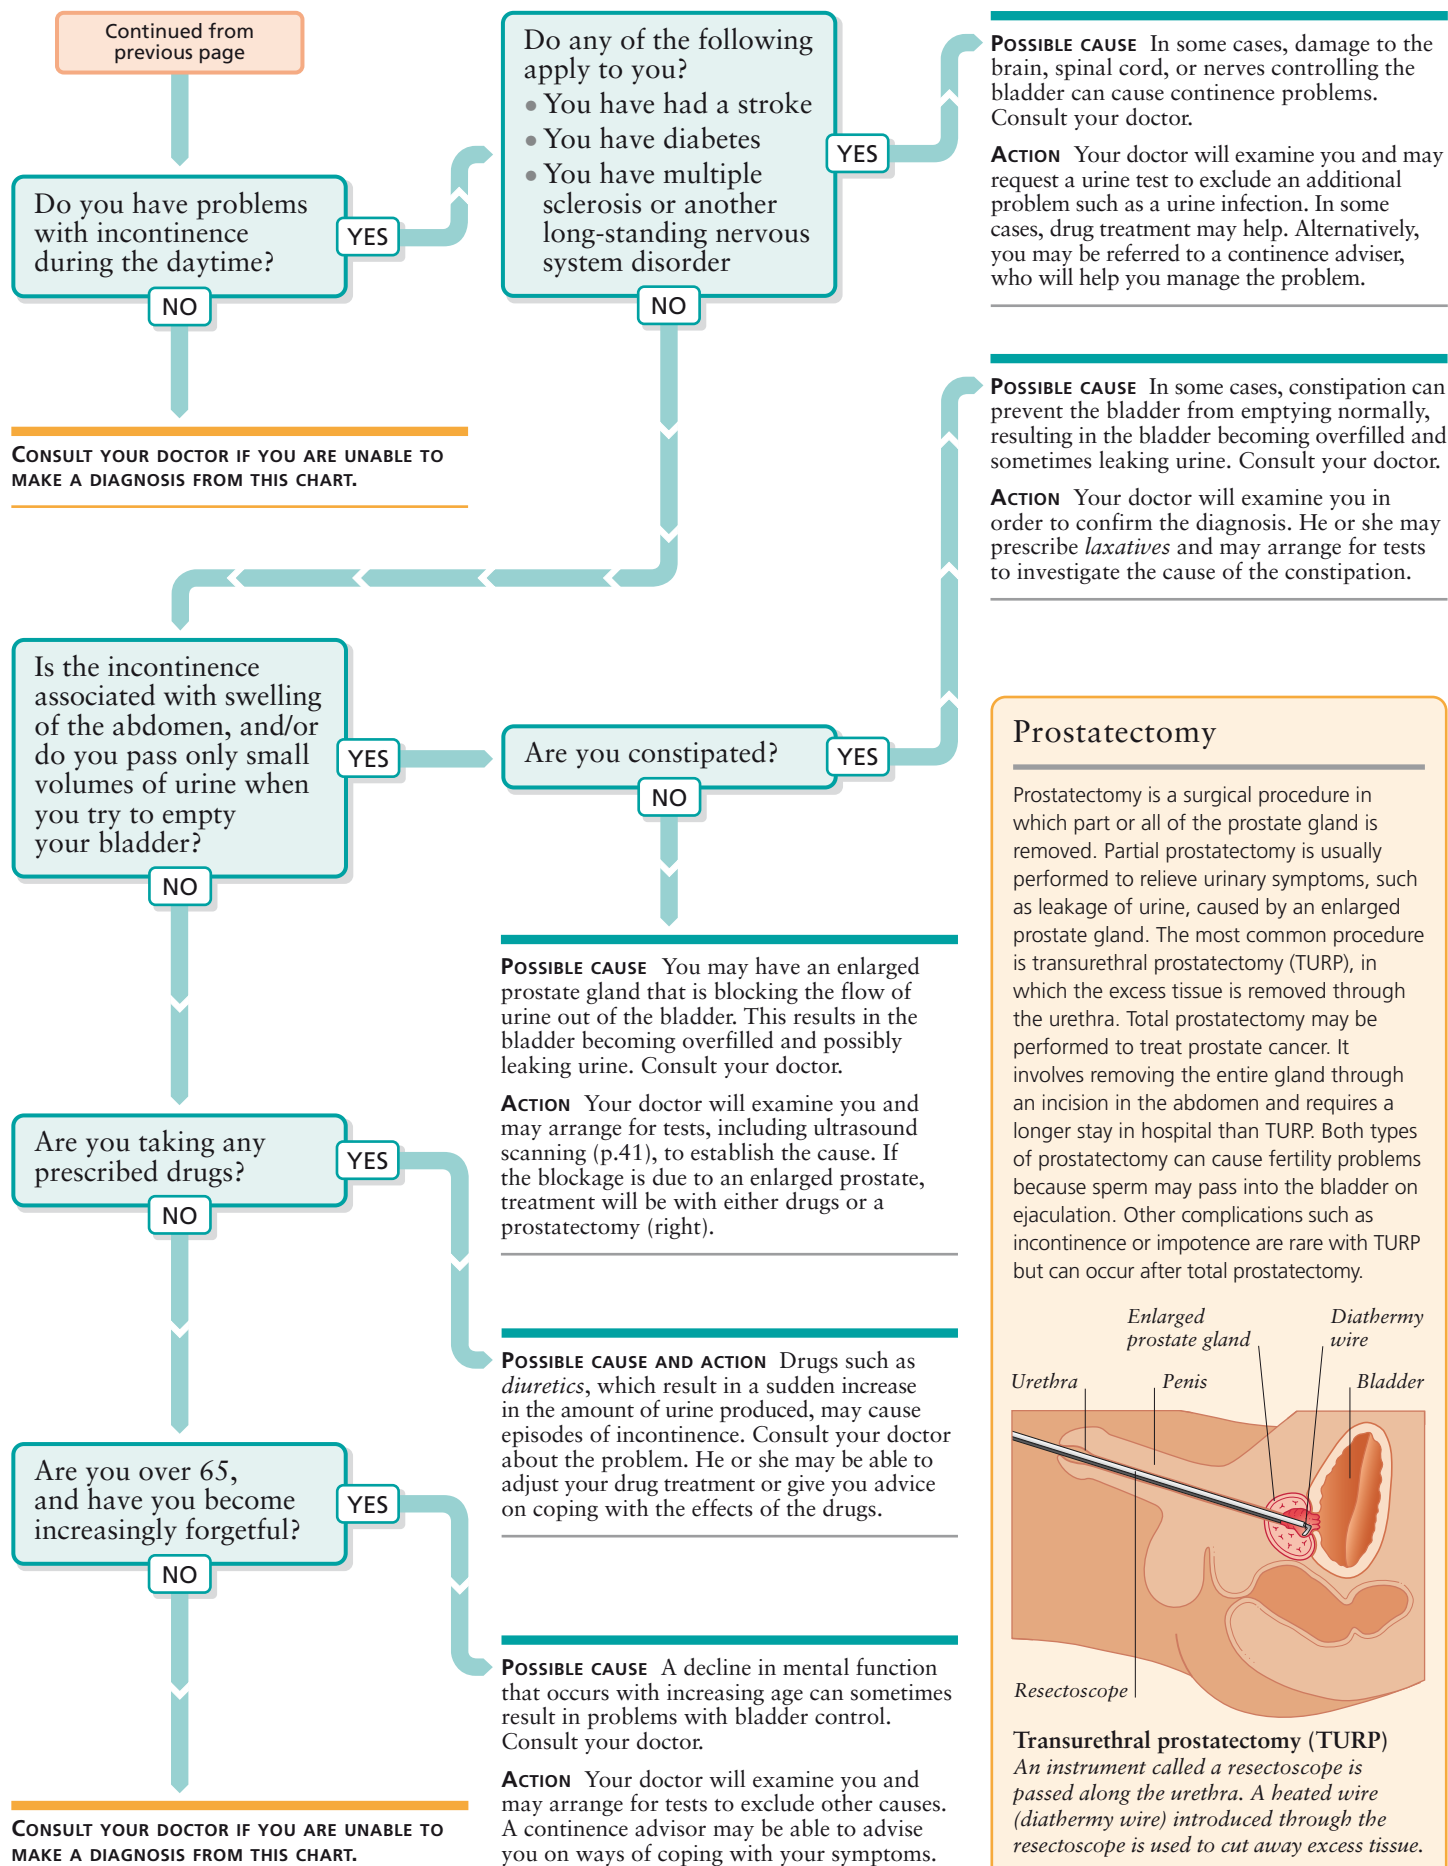 Continued from
previous page
Do you have problems
with incontinence
during the daytime?
YES
NO
CONSULT YOUR DOCTOR IF YOU ARE UNABLE TO
MAKE A DIAGNOSIS FROM THIS CHART.
Do any of the following
apply to you?
• You have had a stroke
• You have diabetes
• You have multiple
sclerosis or another
long-standing nervous
system disorder
YES
NO
POSSIBLE CAUSE In some cases, damage to the
brain, spinal cord, or nerves controlling the
bladder can cause continence problems.
Consult your doctor.
ACTION Your doctor will examine you and may
request a urine test to exclude an additional
problem such as a urine infection. In some
cases, drug treatment may help. Alternatively,
you may be referred to a continence adviser,
who will help you manage the problem.
Is the incontinence
associated with swelling
of the abdomen, and/or
do you pass only small
volumes of urine when
you try to empty
your bladder?
YES
NO
Are you constipated?
YES
NO
POSSIBLE CAUSE In some cases, constipation can
prevent the bladder from emptying normally,
resulting in the bladder becoming overfilled and
sometimes leaking urine. Consult your doctor.
ACTION Your doctor will examine you in
order to confirm the diagnosis. He or she may
prescribe laxatives and may arrange for tests
to investigate the cause of the constipation.
POSSIBLE CAUSE You may have an enlarged
prostate gland that is blocking the flow of
urine out of the bladder. This results in the
bladder becoming overfilled and possibly
leaking urine. Consult your doctor.
ACTION Your doctor will examine you and
may arrange for tests, including ultrasound
scanning (p.41), to establish the cause. If
the blockage is due to an enlarged prostate,
treatment will be with either drugs or a
prostatectomy (right).
Are you taking any
prescribed drugs?
YES
NO
POSSIBLE CAUSE AND ACTION Drugs such as
diuretics, which result in a sudden increase
in the amount of urine produced, may cause
episodes of incontinence. Consult your doctor
about the problem. He or she may be able to
adjust your drug treatment or give you advice
on coping with the effects of the drugs.
Are you over 65,
and have you become
increasingly forgetful?
YES
NO
POSSIBLE CAUSE A decline in mental function
that occurs with increasing age can sometimes
result in problems with bladder control.
Consult your doctor.
ACTION Your doctor will examine you and
may arrange for tests to exclude other causes.
A continence advisor may be able to advise
you on ways of coping with your symptoms.
CONSULT YOUR DOCTOR IF YOU ARE UNABLE TO
MAKE A DIAGNOSIS FROM THIS CHART.
Prostatectomy
Prostatectomy is a surgical procedure in
which part or all of the prostate gland is
removed. Partial prostatectomy is usually
performed to relieve urinary symptoms, such
as leakage of urine, caused by an enlarged
prostate gland. The most common procedure
is transurethral prostatectomy (TURP), in
which the excess tissue is removed through
the urethra. Total prostatectomy may be
performed to treat prostate cancer. It
involves removing the entire gland through
an incision in the abdomen and requires a
longer stay in hospital than TURP. Both types
of prostatectomy can cause fertility problems
because sperm may pass into the bladder on
ejaculation. Other complications such as
incontinence or impotence are rare with TURP
but can occur after total prostatectomy.
Enlarged
prostate gland
Diathermy
wire
Urethra
Penis
Bladder
Resectoscope
Transurethral prostatectomy (TURP)
An instrument called a resectoscope is
passed along the urethra. A heated wire
(diathermy wire) introduced through the
resectoscope is used to cut away excess tissue.